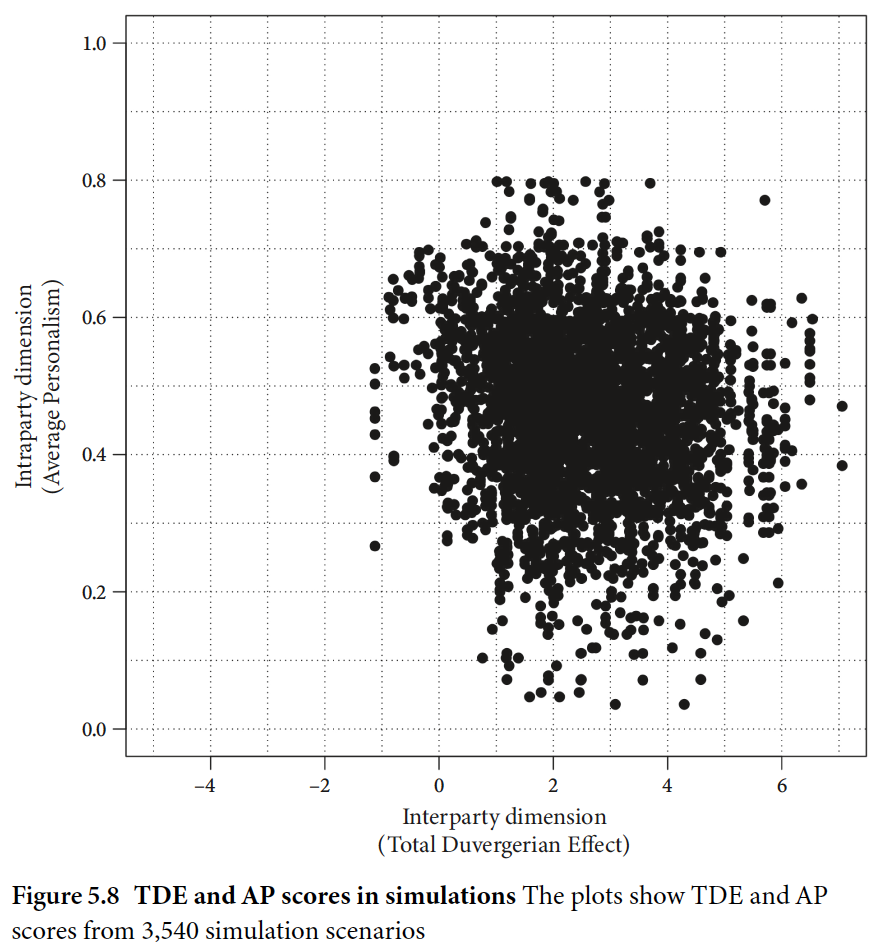 1.0
0.8
0.6
0.4
0.2
0.0
Intraparty dimension
(Average Personalism)
−4
−2
0
2
4
6
Interparty dimension
(Total Duvergerian Effect)
Figure 5.8 TDE and AP scores in simulations The plots show TDE and AP
scores from 3,540 simulation scenarios